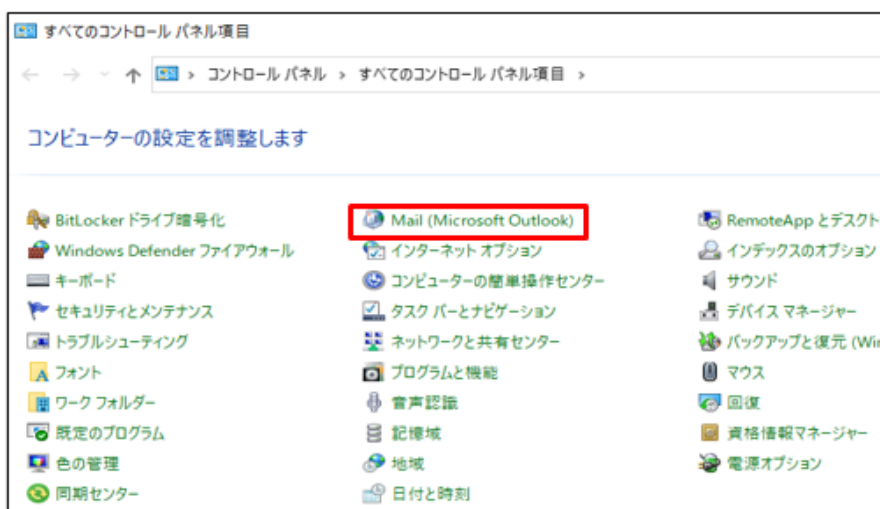 すべてのコントロール パネル項目
コントロール パネル › すべてのコントロール パネル項目 ›
コンピューターの設定を調整します
BitLocker ドライブ暗号化
Mail (Microsoft Outlook)
RemoteApp とデスクト
Windows Defender ファイアウォール
インターネット オプション
インデックスのオプション
キーボード
コンピューターの簡単操作センター
サウンド
セキュリティとメンテナンス
タスク バーとナビゲーション
デバイス マネージャー
トラブルシューティング
ネットワークと共有センター
バックアップと復元 (Wi
フォント
プログラムと機能
マウス
ワーク フォルダー
音声認識
回復
既定のプログラム
記憶域
資格情報マネージャー
色の管理
地域
電源オプション
同期センター
日付と時刻